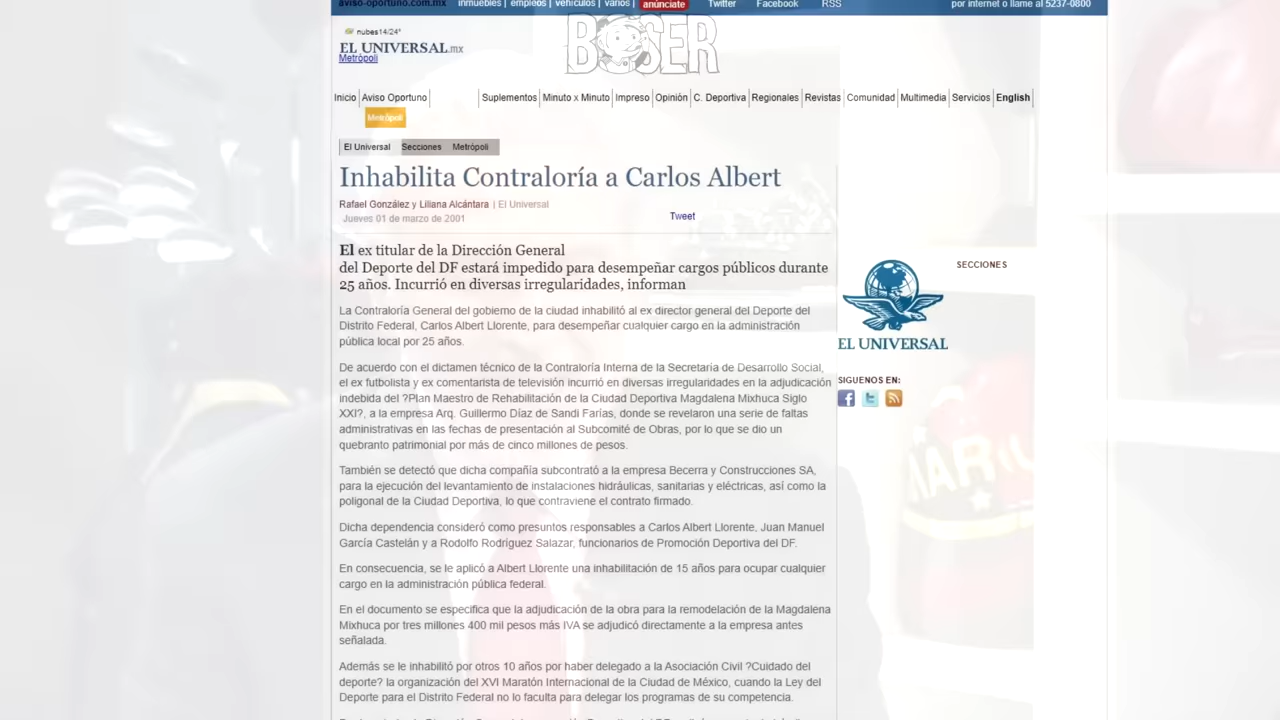 aviso-oportuno.com.mx inmuebles | empleos | vehículos | varios | anúnciate Twitter Facebook RSS por internet o llame al 5237-0800
nubes14/24°
BOSER
EL UNIVERSAL.mx
Metrópoli
Inicio Aviso Oportuno Suplementos Minuto x Minuto Impreso Opinión C. Deportiva Regionales Revistas Comunidad Multimedia Servicios English
Metrópoli
El Universal Secciones Metrópoli
Inhabilita Contraloría a Carlos Albert
Rafael González y Liliana Alcántara | El Universal
Jueves 01 de marzo de 2001
Tweet
El ex titular de la Dirección General
del Deporte del DF estará impedido para desempeñar cargos públicos durante
25 años. Incurrió en diversas irregularidades, informan
La Contraloría General del gobierno de la ciudad inhabilitó al ex director general del Deporte del
Distrito Federal, Carlos Albert Llorente, para desempeñar cualquier cargo en la administración
pública local por 25 años.
De acuerdo con el dictamen técnico de la Contraloría Interna de la Secretaría de Desarrollo Social,
el ex futbolista y ex comentarista de televisión incurrió en diversas irregularidades en la adjudicación
indebida del ?Plan Maestro de Rehabilitación de la Ciudad Deportiva Magdalena Mixhuca Siglo
XXI?, a la empresa Arq. Guillermo Díaz de Sandi Farías, donde se revelaron una serie de faltas
administrativas en las fechas de presentación al Subcomité de Obras, por lo que se dio un
quebranto patrimonial por más de cinco millones de pesos.
También se detectó que dicha compañía subcontrató a la empresa Becerra y Construcciones SA,
para la ejecución del levantamiento de instalaciones hidráulicas, sanitarias y eléctricas, así como la
poligonal de la Ciudad Deportiva, lo que contraviene el contrato firmado.
Dicha dependencia consideró como presuntos responsables a Carlos Albert Llorente, Juan Manuel
García Castelán y a Rodolfo Rodríguez Salazar, funcionarios de Promoción Deportiva del DF.
En consecuencia, se le aplicó a Albert Llorente una inhabilitación de 15 años para ocupar cualquier
cargo en la administración pública federal.
En el documento se especifica que la adjudicación de la obra para la remodelación de la Magdalena
Mixhuca por tres millones 400 mil pesos más IVA se adjudicó directamente a la empresa antes
señalada.
Además se le inhabilitó por otros 10 años por haber delegado a la Asociación Civil ?Cuidado del
deporte? la organización del XVI Maratón Internacional de la Ciudad de México, cuando la Ley del
Deporte para el Distrito Federal no lo faculta para delegar los programas de su competencia.
SECCIONES
EL UNIVERSAL
SIGUENOS EN: